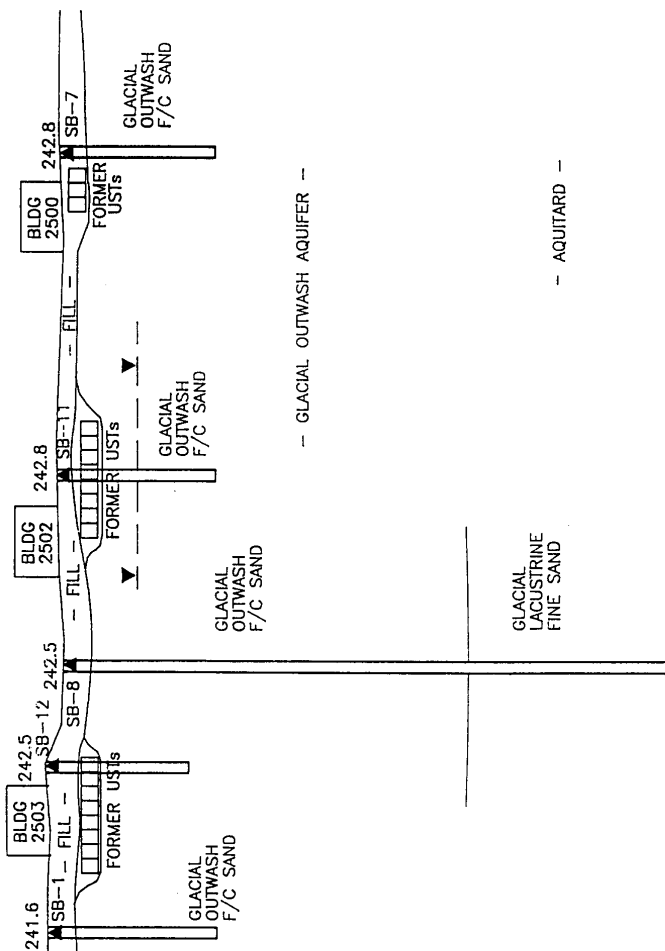 241.6
SB-1
BLDG
2503
- FILL -
FORMER USTs
GLACIAL
OUTWASH
F/C SAND
242.5
SB-12
242.5
SB-8
GLACIAL
OUTWASH
F/C SAND
GLACIAL
LACUSTRINE
FINE SAND
BLDG
2502
- FILL -
242.8
SB-11
FORMER USTs
GLACIAL
OUTWASH
F/C SAND
- FILL -
- GLACIAL OUTWASH AQUIFER -
- AQUITARD -
BLDG
2500
FORMER
USTs
242.8
SB-7
GLACIAL
OUTWASH
F/C SAND